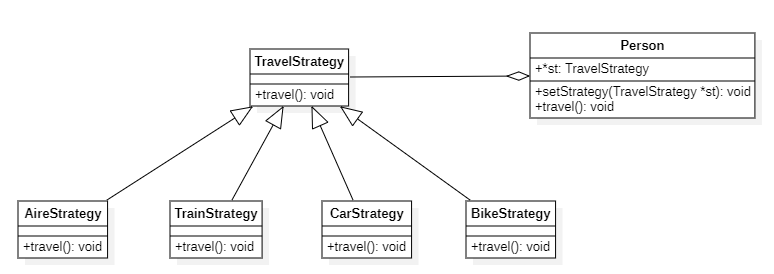 TravelStrategy
+travel(): void
Person
+*st: TravelStrategy
+setStrategy(TravelStrategy *st): void
+travel(): void
AireStrategy
+travel(): void
TrainStrategy
+travel(): void
CarStrategy
+travel(): void
BikeStrategy
+travel(): void